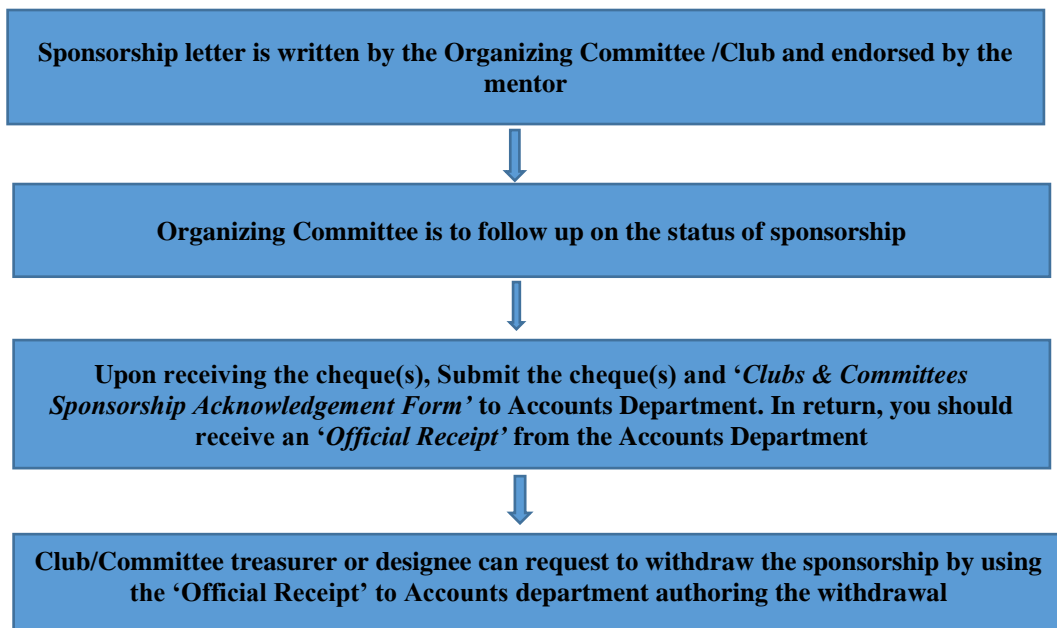 Sponsorship letter is written by the Organizing Committee /Club and endorsed by the
mentor
Organizing Committee is to follow up on the status of sponsorship
Upon receiving the cheque(s), Submit the cheque(s) and ‘Clubs & Committees
Sponsorship Acknowledgement Form’ to Accounts Department. In return, you should
receive an ‘Official Receipt’ from the Accounts Department
Club/Committee treasurer or designee can request to withdraw the sponsorship by using
the ‘Official Receipt’ to Accounts department authoring the withdrawal